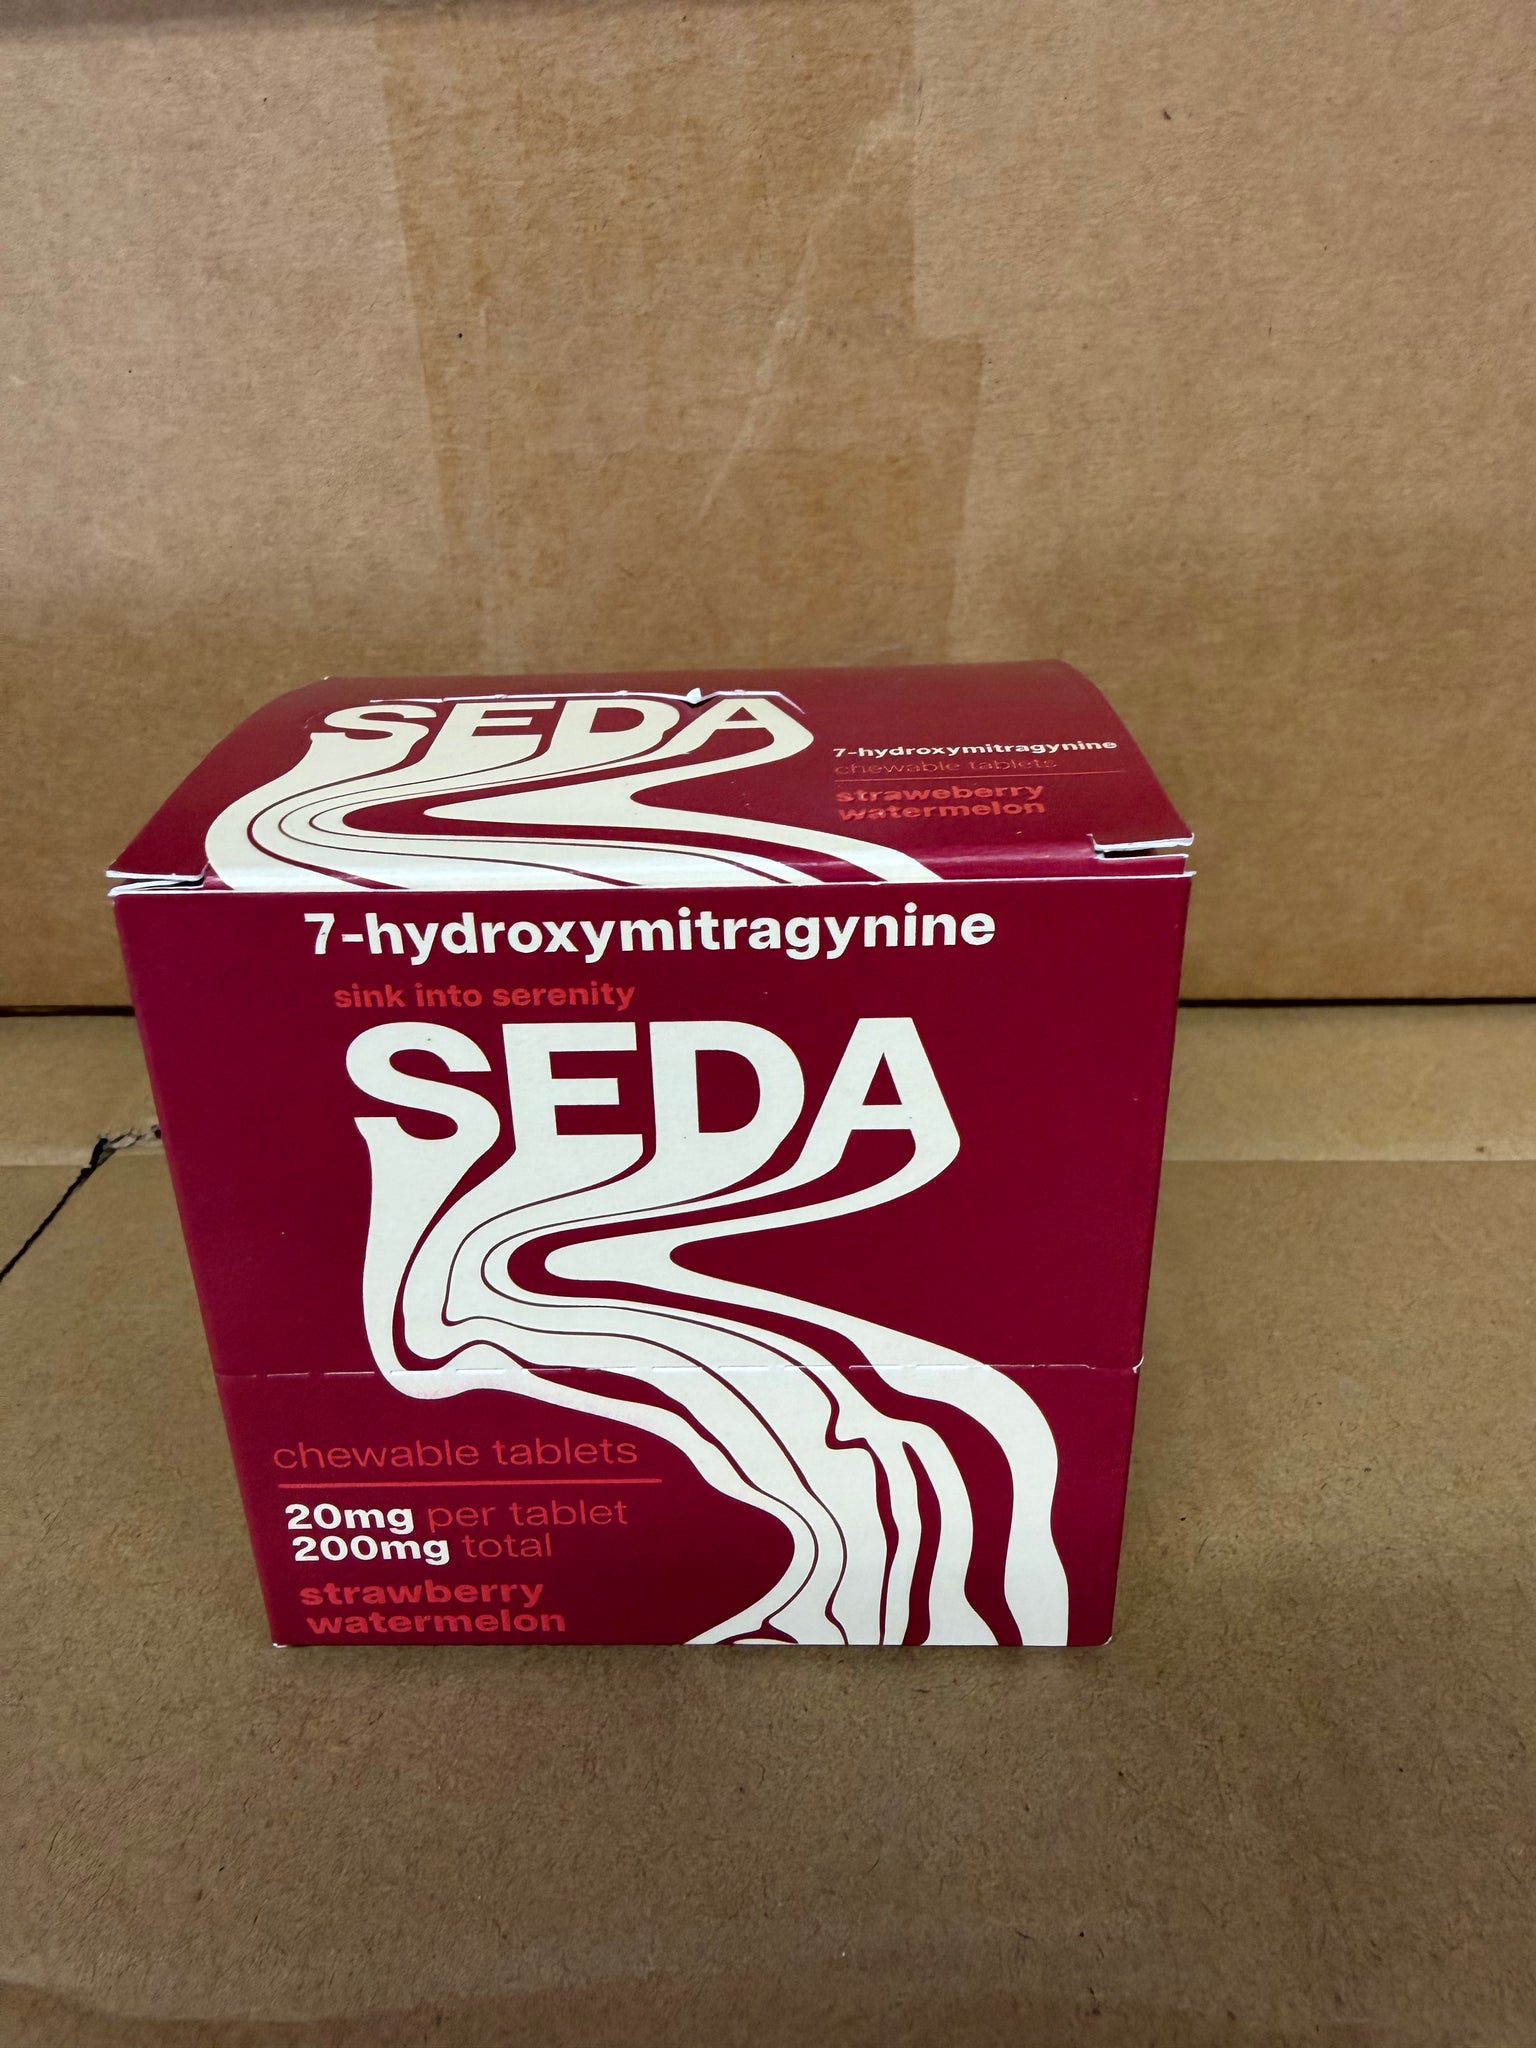 SEDA
7-hydroxymitragynine
chewable tablets
straweberry
watermelon
7-hydroxymitragynine
sink into serenity
SEDA
chewable tablets
20mg per tablet
200mg total
strawberry
watermelon